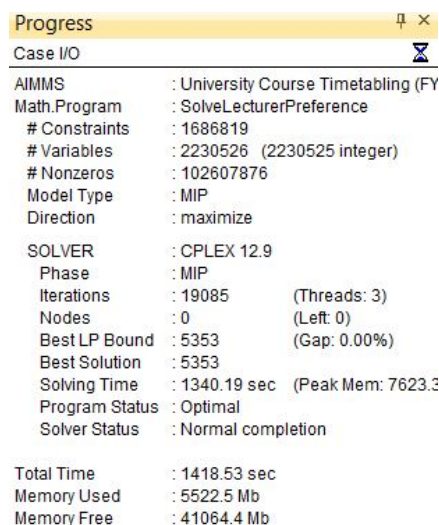 Progress
Case I/O
AIMMS : University Course Timetabling (FY
Math.Program : SolveLecturerPreference
# Constraints : 1686819
# Variables : 2230526 (2230525 integer)
# Nonzeros : 102607876
Model Type : MIP
Direction : maximize
SOLVER : CPLEX 12.9
Phase : MIP
Iterations : 19085 (Threads: 3)
Nodes : 0 (Left: 0)
Best LP Bound : 5353 (Gap: 0.00%)
Best Solution : 5353
Solving Time : 1340.19 sec (Peak Mem: 7623.3
Program Status : Optimal
Solver Status : Normal completion
Total Time : 1418.53 sec
Memory Used : 5522.5 Mb
Memory Free : 41064.4 Mb